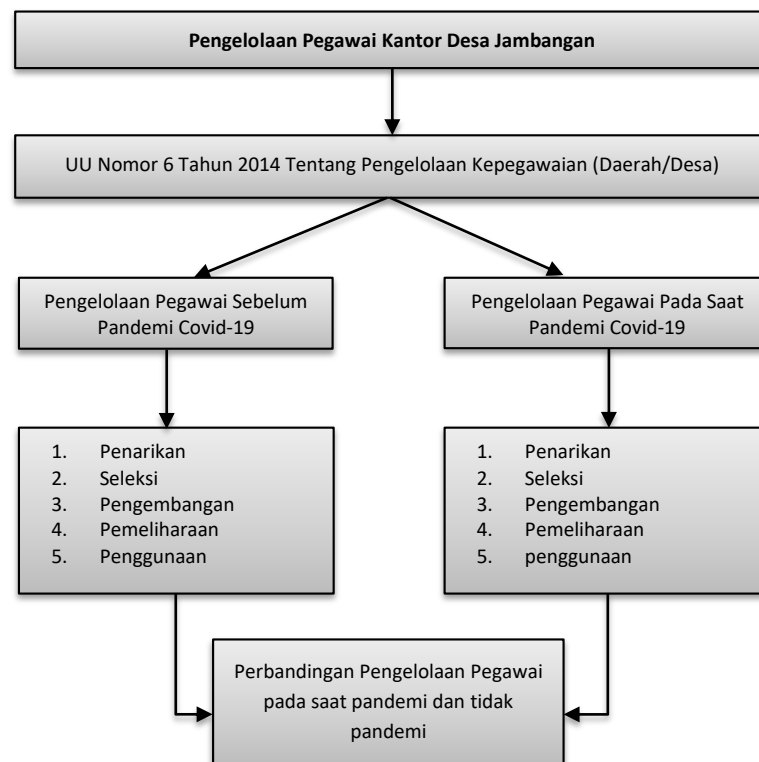 Pengelolaan Pegawai Kantor Desa Jambangan
UU Nomor 6 Tahun 2014 Tentang Pengelolaan Kepegawaian (Daerah/Desa)
Pengelolaan Pegawai Sebelum
Pandemi Covid-19
Pengelolaan Pegawai Pada Saat
Pandemi Covid-19
1. Penarikan
2. Seleksi
3. Pengembangan
4. Pemeliharaan
5. Penggunaan
1. Penarikan
2. Seleksi
3. Pengembangan
4. Pemeliharaan
5. penggunaan
Perbandingan Pengelolaan Pegawai
pada saat pandemi dan tidak
pandemi